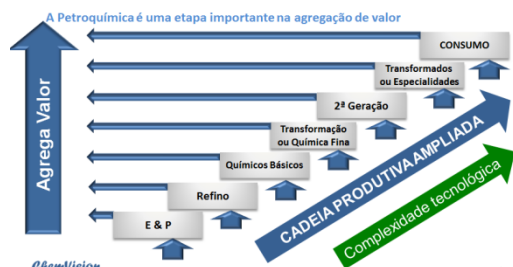 A Petroquímica é uma etapa importante na agregação de valor
CONSUMO
Transformados
ou Especialidades
2ª Geração
Transformação
ou Química Fina
Químicos Básicos
Refino
E & P
Agrega Valor
CADEIA PRODUTIVA AMPLIADA
Complexidade tecnológica
ChemVision